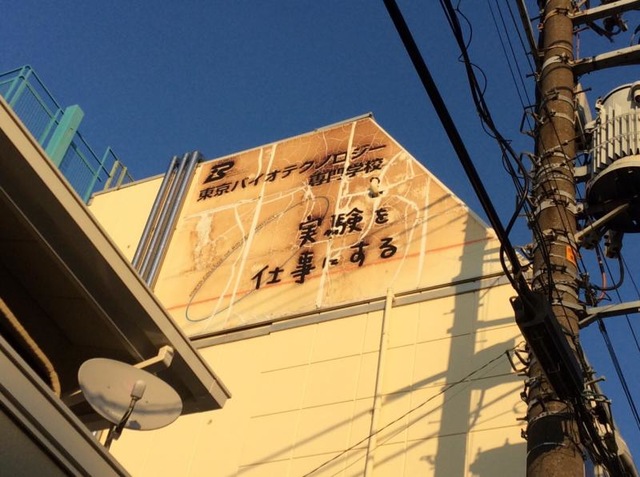 東京バイオテクノロジー
専門学校
実験を
仕事にする